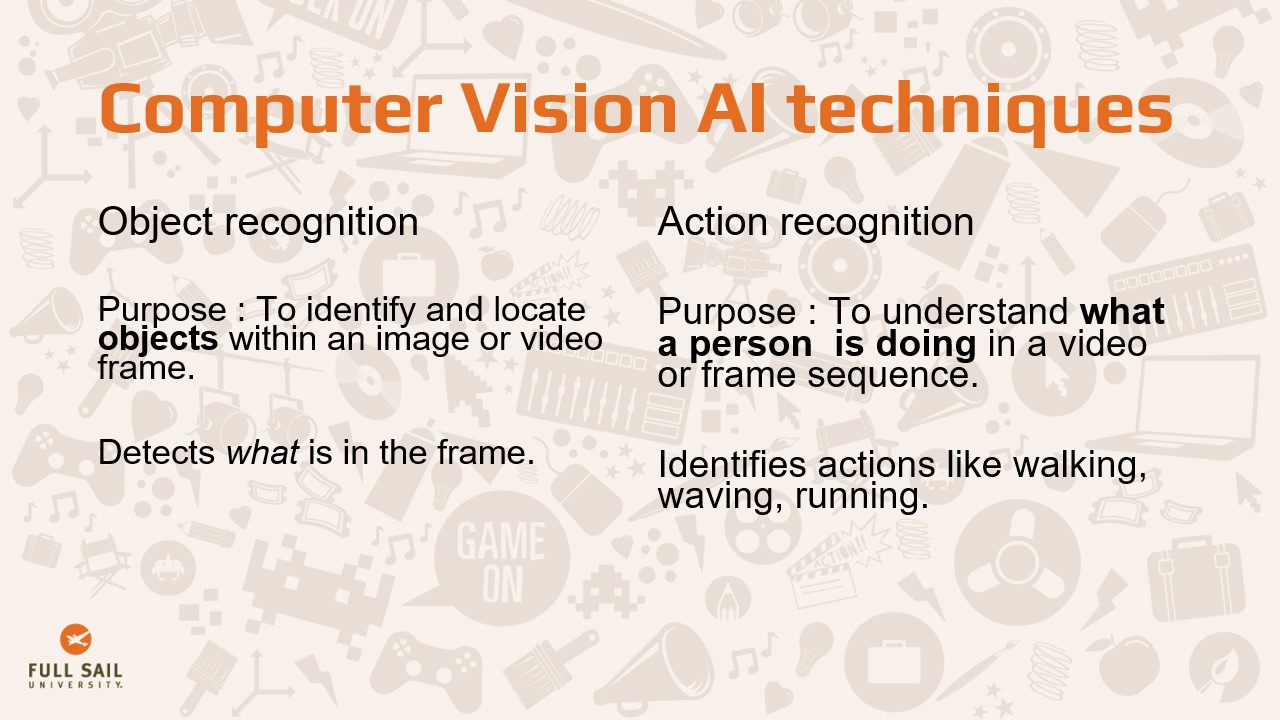 Computer Vision AI techniques
Object recognition
Purpose : To identify and locate
objects within an image or video
frame.
Detects what is in the frame.
Action recognition
Purpose : To understand what
a person  is doing in a video
or frame sequence.
Identifies actions like walking,
waving, running.
GAME
ON
ACTION!!
ACTION!!
FULL SAIL
UNIVERSITY.